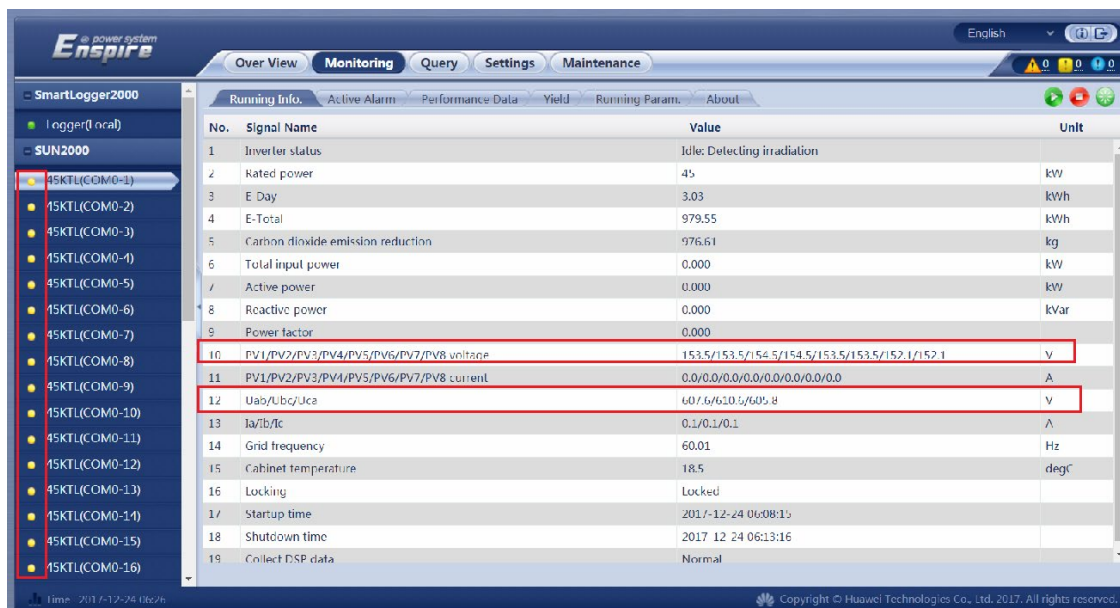 e power system
Enspire
English
Over View Monitoring Query Settings Maintenance
0 0 0
SmartLogger2000
Logger(Local)
SUN2000
45KTL(COM0-1)
45KTL(COM0-2)
45KTL(COM0-3)
45KTL(COM0-4)
45KTL(COM0-5)
45KTL(COM0-6)
45KTL(COM0-7)
45KTL(COM0-8)
45KTL(COM0-9)
45KTL(COM0-10)
45KTL(COM0-11)
45KTL(COM0-12)
45KTL(COM0-13)
45KTL(COM0-14)
45KTL(COM0-15)
45KTL(COM0-16)
Running Info. Active Alarm Performance Data Yield Running Param. About
No. Signal Name Value Unit
1 Inverter status Idle: Detecting irradiation
2 Rated power 45 kW
3 E-Day 3.03 kWh
4 E-Total 979.55 kWh
5 Carbon dioxide emission reduction 976.61 kg
6 Total input power 0.000 kW
7 Active power 0.000 kW
8 Reactive power 0.000 kVar
9 Power factor 0.000
10 PV1/PV2/PV3/PV4/PV5/PV6/PV7/PV8 voltage 153.5/153.5/154.5/154.5/153.5/153.5/152.1/152.1 V
11 PV1/PV2/PV3/PV4/PV5/PV6/PV7/PV8 current 0.0/0.0/0.0/0.0/0.0/0.0/0.0/0.0 A
12 Uab/Ubc/Uca 607.6/610.6/605.8 V
13 Ia/Ib/Ic 0.1/0.1/0.1 A
14 Grid frequency 60.01 Hz
15 Cabinet temperature 18.5 degC
16 Locking Locked
17 Startup time 2017-12-24 06:08:15
18 Shutdown time 2017-12-24 06:13:16
19 Collect DSP data Normal
Time 2017-12-24 06:26
Copyright © Huawei Technologies Co., Ltd. 2017. All rights reserved.